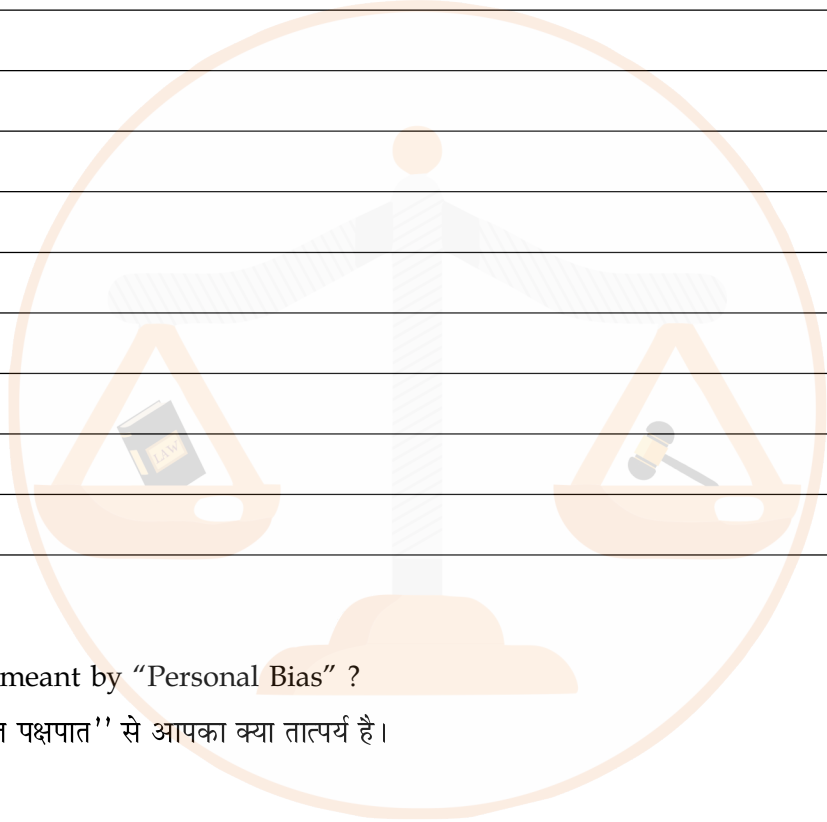 LAW
meant by “Personal Bias” ?
पक्षपात’’ से आपका क्या तात्पर्य है।